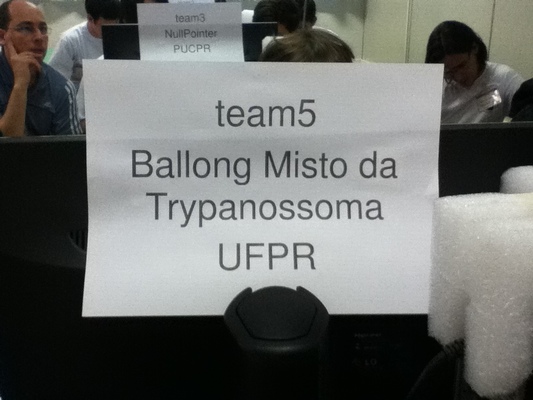 team3
NullPointer
PUCPR
team5
Ballong Misto da
Trypanossoma
UFPR